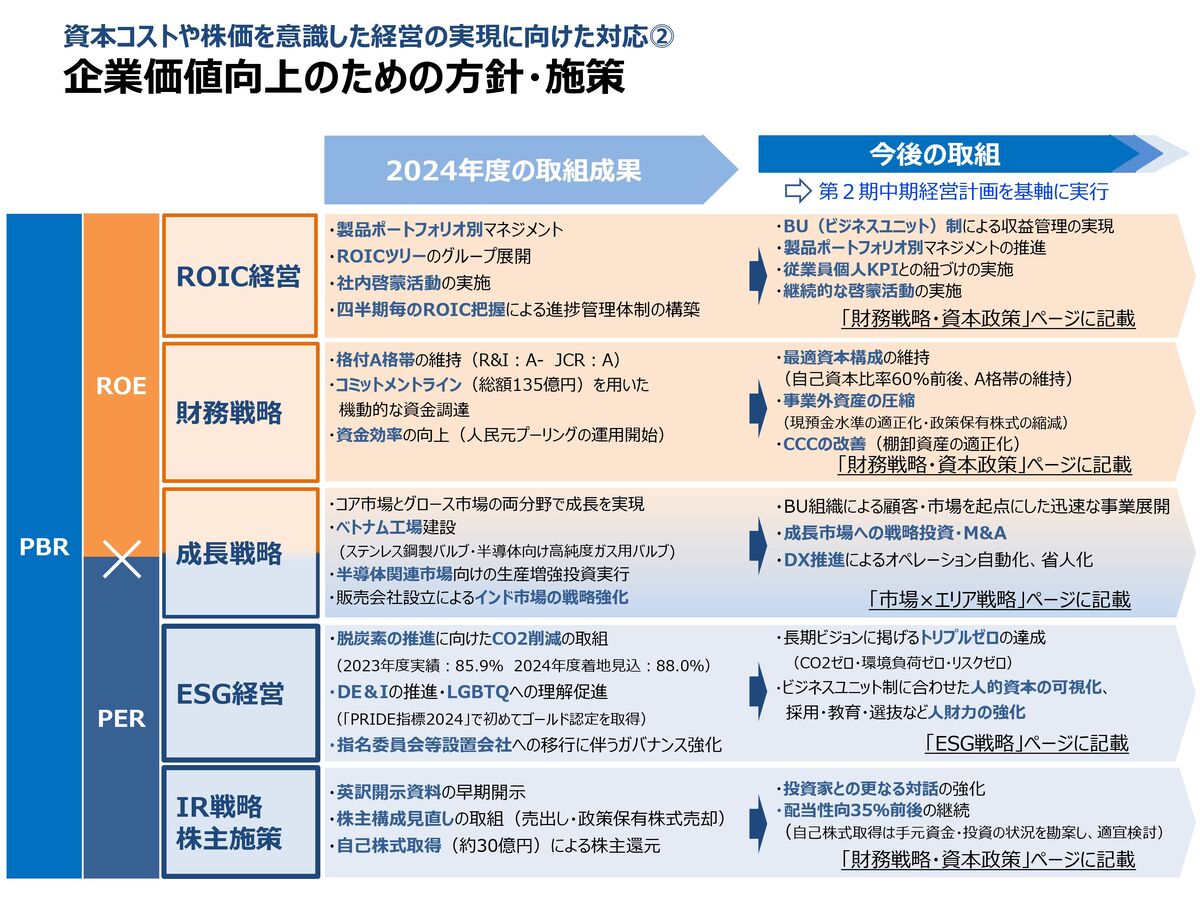 資本コストや株価を意識した経営の実現に向けた対応②
企業価値向上のための方針・施策
2024年度の取組成果
今後の取組
第２期中期経営計画を基軸に実行
PBR
ROE
×
PER
ROIC経営
・製品ポートフォリオ別マネジメント
・ROICツリーのグループ展開
・社内啓蒙活動の実施
・四半期毎のROIC把握による進捗管理体制の構築
・BU（ビジネスユニット）制による収益管理の実現
・製品ポートフォリオ別マネジメントの推進
・従業員個人KPIとの紐づけの実施
・継続的な啓蒙活動の実施
「財務戦略・資本政策」ページに記載
財務戦略
・格付A格帯の維持（R&I：A- JCR：A）
・コミットメントライン（総額135億円）を用いた
機動的な資金調達
・資金効率の向上（人民元プーリングの運用開始）
・最適資本構成の維持
（自己資本比率60%前後、A格帯の維持）
・事業外資産の圧縮
（現預金水準の適正化・政策保有株式の縮減）
・CCCの改善（棚卸資産の適正化）
「財務戦略・資本政策」ページに記載
成長戦略
・コア市場とグロース市場の両分野で成長を実現
・ベトナム工場建設
（ステンレス鋼製バルブ・半導体向け高純度ガス用バルブ）
・半導体関連市場向けの生産増強投資実行
・販売会社設立によるインド市場の戦略強化
・BU組織による顧客・市場を起点にした迅速な事業展開
・成長市場への戦略投資・M&A
・DX推進によるオペレーション自動化、省人化
「市場×エリア戦略」ページに記載
ESG経営
・脱炭素の推進に向けたCO2削減の取組
（2023年度実績：85.9% 2024年度着地見込：88.0%）
・DE＆Iの推進・LGBTQへの理解促進
（「PRIDE指標2024」で初めてゴールド認定を取得）
・指名委員会等設置会社への移行に伴うガバナンス強化
・長期ビジョンに掲げるトリプルゼロの達成
（CO2ゼロ・環境負荷ゼロ・リスクゼロ）
・ビジネスユニット制に合わせた人的資本の可視化、
採用・教育・選抜など人財力の強化
「ESG戦略」ページに記載
IR戦略
株主施策
・英訳開示資料の早期開示
・株主構成見直しの取組（売出し・政策保有株式売却）
・自己株式取得（約30億円）による株主還元
・投資家との更なる対話の強化
・配当性向35%前後の継続
（自己株式取得は手元資金・投資の状況を勘案し、適宜検討）
「財務戦略・資本政策」ページに記載